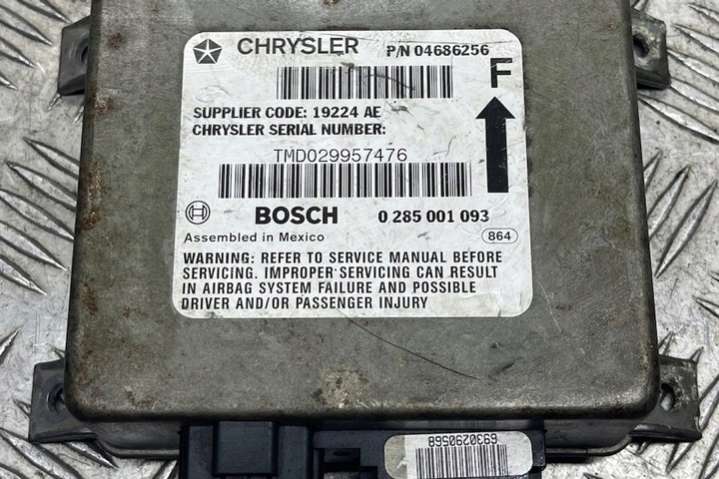 CHRYSLER P/N 04686256
F
SUPPLIER CODE: 19224 AE
CHRYSLER SERIAL NUMBER:
TMD029957476
BOSCH 0 285 001 093
Assembled in Mexico 864
WARNING: REFER TO SERVICE MANUAL BEFORE
SERVICING. IMPROPER SERVICING CAN RESULT
IN AIRBAG SYSTEM FAILURE AND POSSIBLE
DRIVER AND/OR PASSENGER INJURY
6930290568